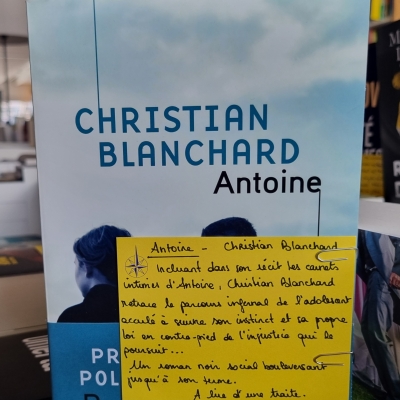 CHRISTIAN
BLANCHARD
Antoine
Antoine - Christian Blanchard
Incluant dans son récit les carnets
intimes d'Antoine, Christian Blanchard
retrace le parcours infernal de l'adolescent
acculé à suivre son instinct et sa propre
loi en contre-pied de l'injustice qui le
poursuit...
Un roman noir social bouleversant
jusqu'à son terme.
A lire d'une traite.
PR
POL